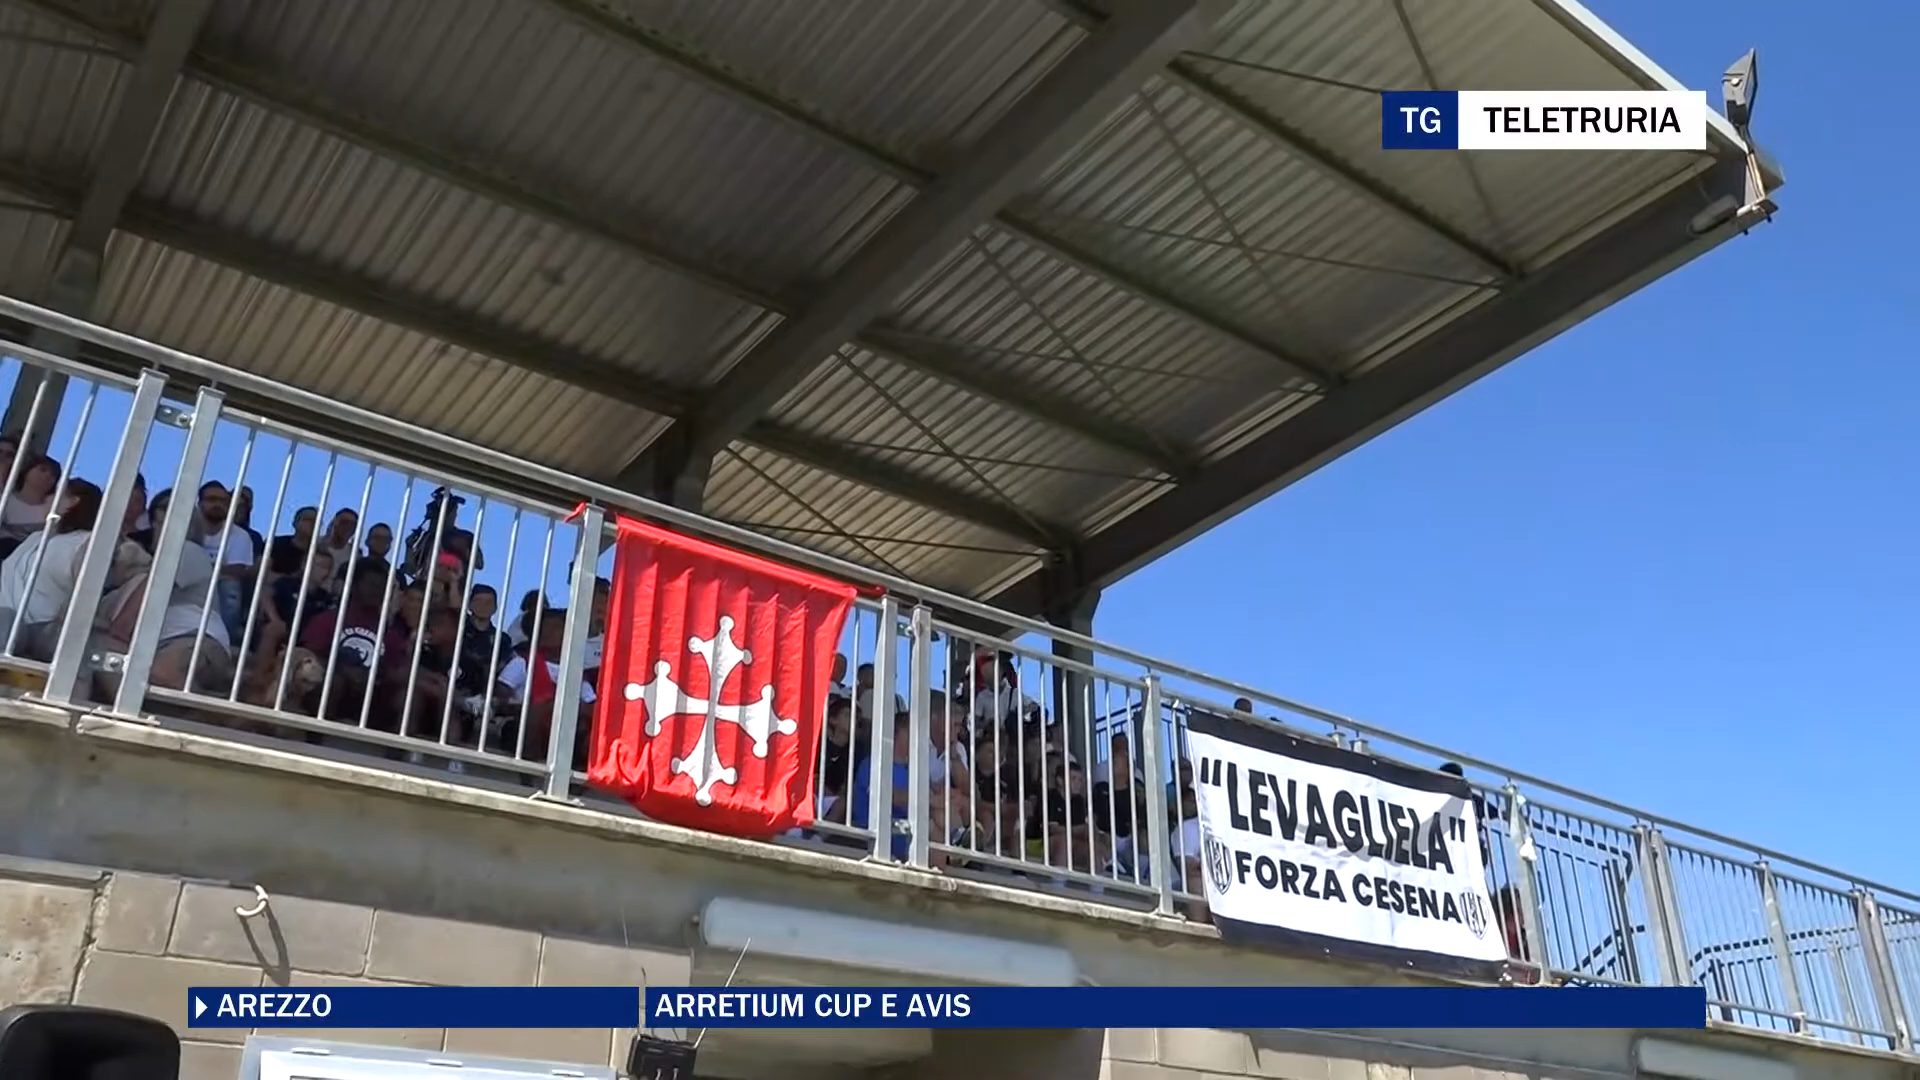 TG TELETRURIA
"LEVAGLIELA"
FORZA CESENA
AREZZO
ARRETIUM CUP E AVIS